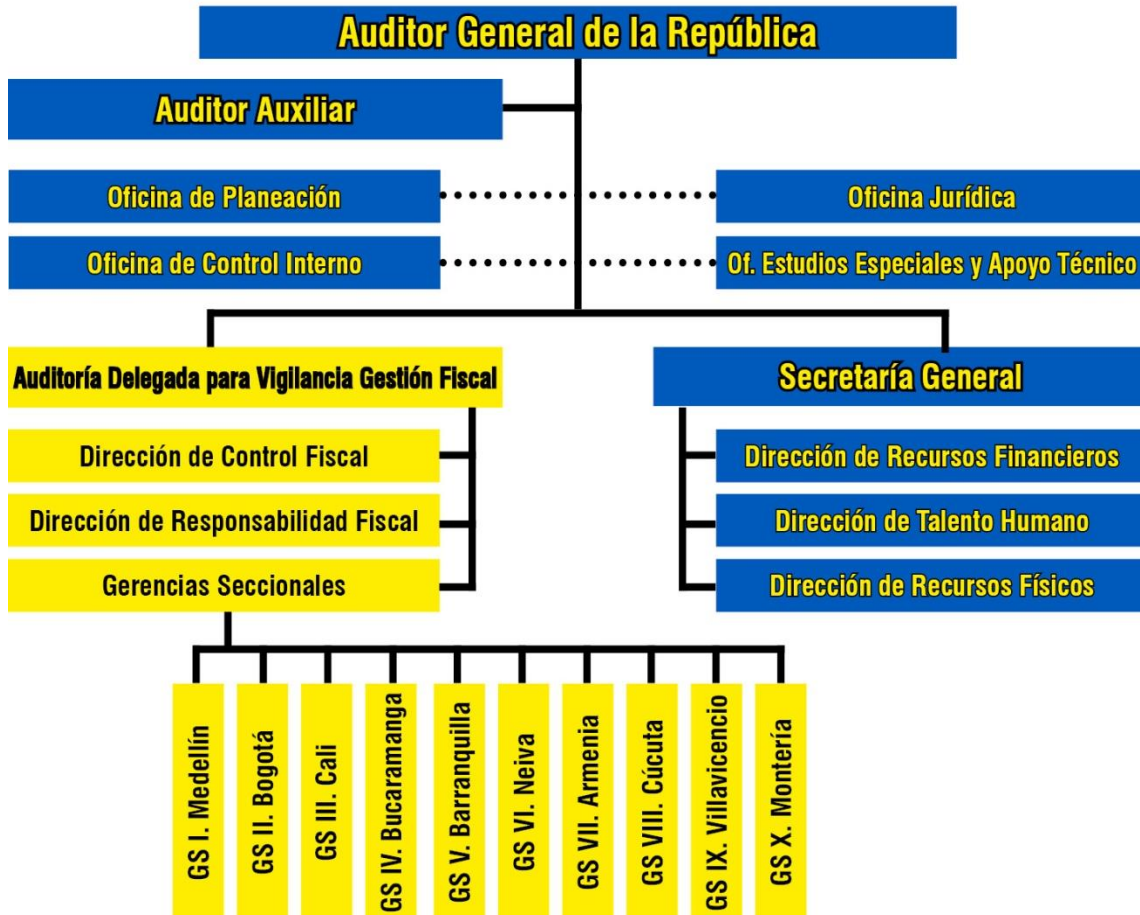 Auditor General de la República
Auditor Auxiliar
Oficina de Planeación
Oficina Jurídica
Oficina de Control Interno
Of. Estudios Especiales y Apoyo Técnico
Auditoría Delegada para Vigilancia Gestión Fiscal
Secretaría General
Dirección de Control Fiscal
Dirección de Recursos Financieros
Dirección de Responsabilidad Fiscal
Dirección de Talento Humano
Gerencias Seccionales
Dirección de Recursos Físicos
GS I. Medellín
GS II. Bogotá
GS III. Cali
GS IV. Bucaramanga
GS V. Barranquilla
GS VI. Neiva
GS VII. Armenia
GS VIII. Cúcuta
GS IX. Villavicencio
GS X. Montería